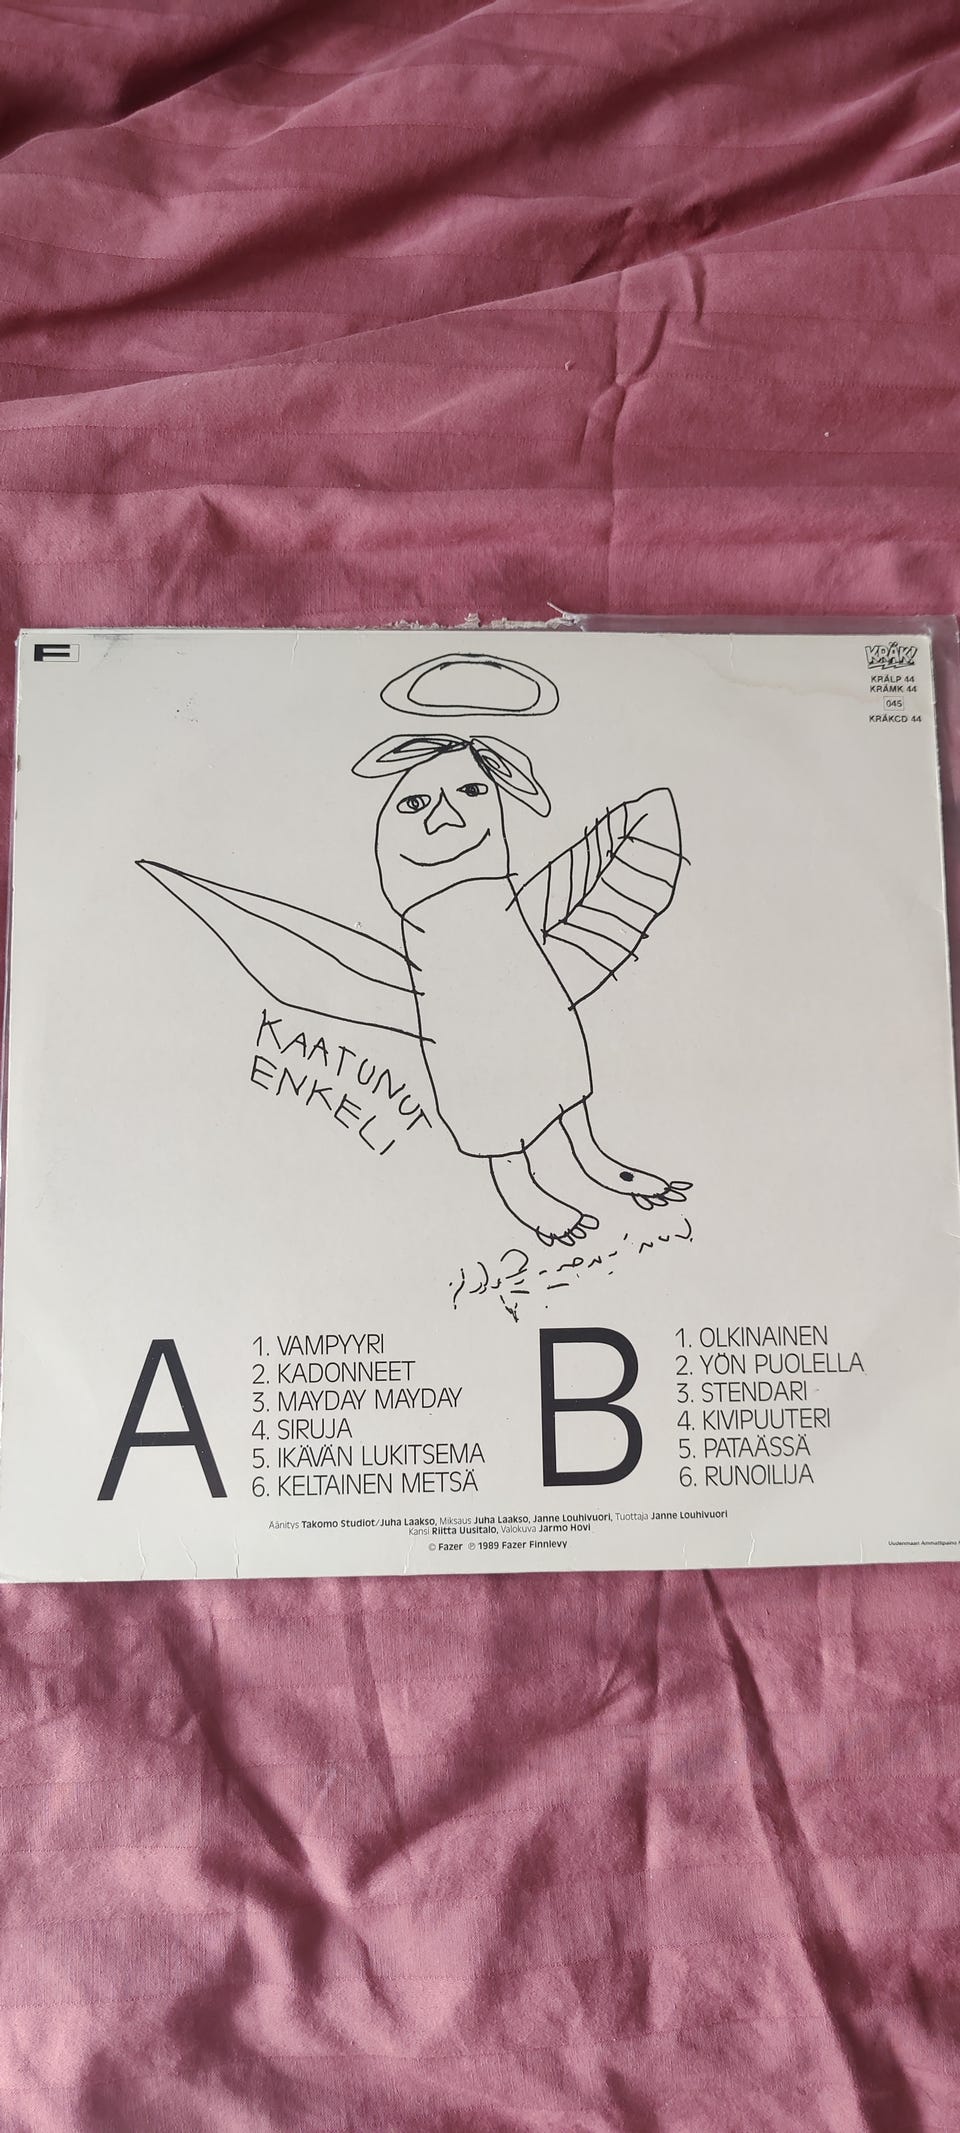 F
KRÄK!
KRÄLP 44
KRÄMK 44
045
KRÄKCD 44
KAATUNUT
ENKELI
A
1. VAMPYYRI
2. KADONNEET
3. MAYDAY MAYDAY
4. SIRUJA
5. IKÄVÄN LUKITSEMA
6. KELTAINEN METSÄ
B
1. OLKINAINEN
2. YÖN PUOLELLA
3. STENDARI
4. KIVIPUUTERI
5. PATAÄSSÄ
6. RUNOILIJA
Äänitys Takomo Studiot/Juha Laakso, Miksaus Juha Laakso, Janne Louhivuori, Tuottaja Janne Louhivuori
Kansi Riitta Uusitalo, Valokuva Jarmo Hovi
© Fazer ℗ 1989 Fazer Finnlevy
Uudenmaan Ammattipaino